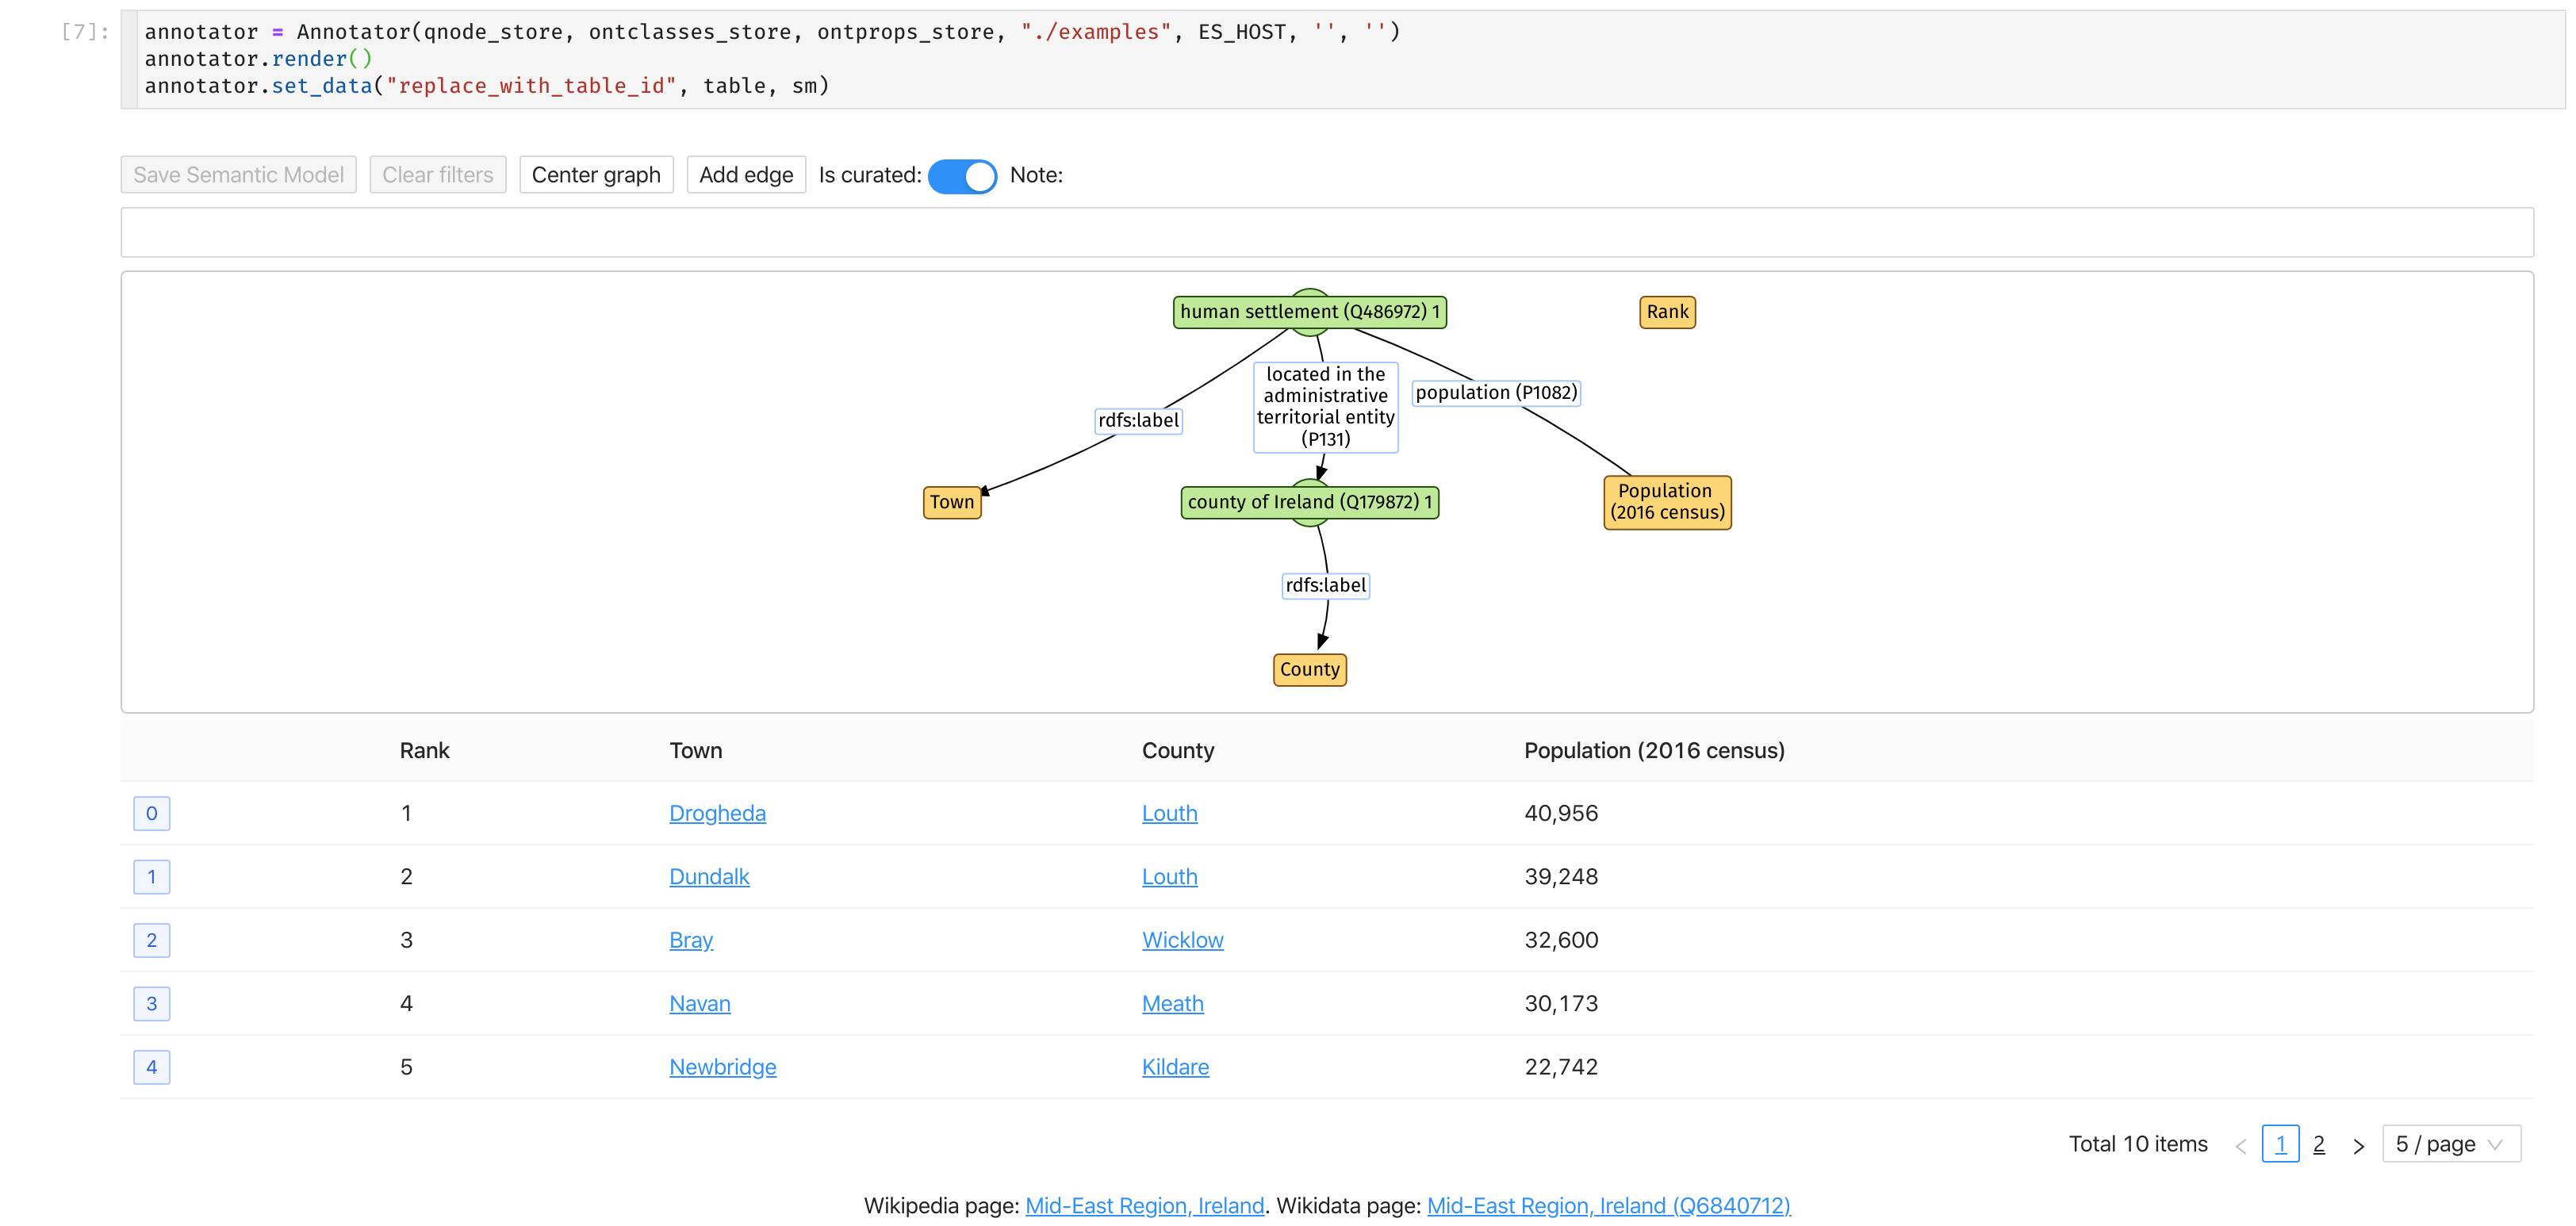 [7]:
annotator = Annotator(qnode_store, ontclasses_store, ontprops_store, "./examples", ES_HOST, '', '')
annotator.render()
annotator.set_data("replace_with_table_id", table, sm)
Save Semantic Model Clear filters Center graph Add edge Is curated: Note:
human settlement (Q486972) 1
Rank
located in the
administrative
territorial entity
(P131)
population (P1082)
rdfs:label
Town
county of Ireland (Q179872) 1
Population
(2016 census)
rdfs:label
County
Rank Town County Population (2016 census)
0 1 Drogheda Louth 40,956
1 2 Dundalk Louth 39,248
2 3 Bray Wicklow 32,600
3 4 Navan Meath 30,173
4 5 Newbridge Kildare 22,742
Total 10 items < 1 2 > 5 / page
Wikipedia page: Mid-East Region, Ireland. Wikidata page: Mid-East Region, Ireland (Q6840712)